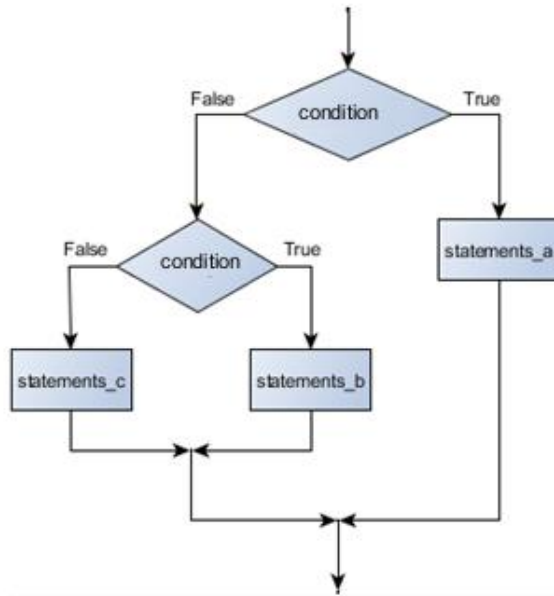 False
True
condition
statements_a
False
True
condition
statements_c
statements_b